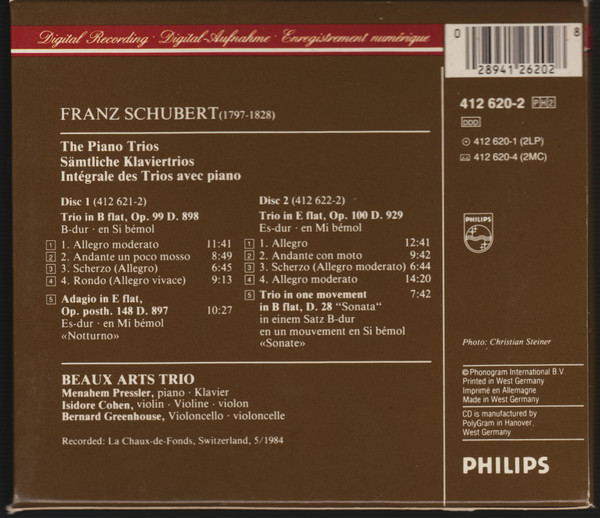 Digital Recording · Digital-Aufnahme · Enregistrement numérique
0 8
28941 26202
412 620-2 PH2
DDD
412 620-1 (2LP)
412 620-4 (2MC)
PHILIPS
FRANZ SCHUBERT (1797-1828)
The Piano Trios
Sämtliche Klaviertrios
Intégrale des Trios avec piano
Disc 1 (412 621-2)
Trio in B flat, Op. 99 D. 898
B-dur · en Si bémol
1 1. Allegro moderato 11:41
2 2. Andante un poco mosso 8:49
3 3. Scherzo (Allegro) 6:45
4 4. Rondo (Allegro vivace) 9:13
5 Adagio in E flat,
Op. posth. 148 D. 897 10:27
Es-dur · en Mi bémol
«Notturno»
Disc 2 (412 622-2)
Trio in E flat, Op. 100 D. 929
Es-dur · en Mi bémol
1 1. Allegro 12:41
2 2. Andante con moto 9:42
3 3. Scherzo (Allegro moderato) 6:44
4 4. Allegro moderato 14:20
5 Trio in one movement 7:42
in B flat, D. 28 "Sonata"
in einem Satz B-dur
en un mouvement en Si bémol
«Sonate»
BEAUX ARTS TRIO
Menahem Pressler, piano · Klavier
Isidore Cohen, violin · Violine · violon
Bernard Greenhouse, Violoncello · violoncelle
Recorded: La Chaux-de-Fonds, Switzerland, 5/1984
Photo: Christian Steiner
℗ Phonogram International B.V.
Printed in West Germany
Imprimé en Allemagne
Made in West Germany
CD is manufactured by
PolyGram in Hanover,
West Germany
PHILIPS